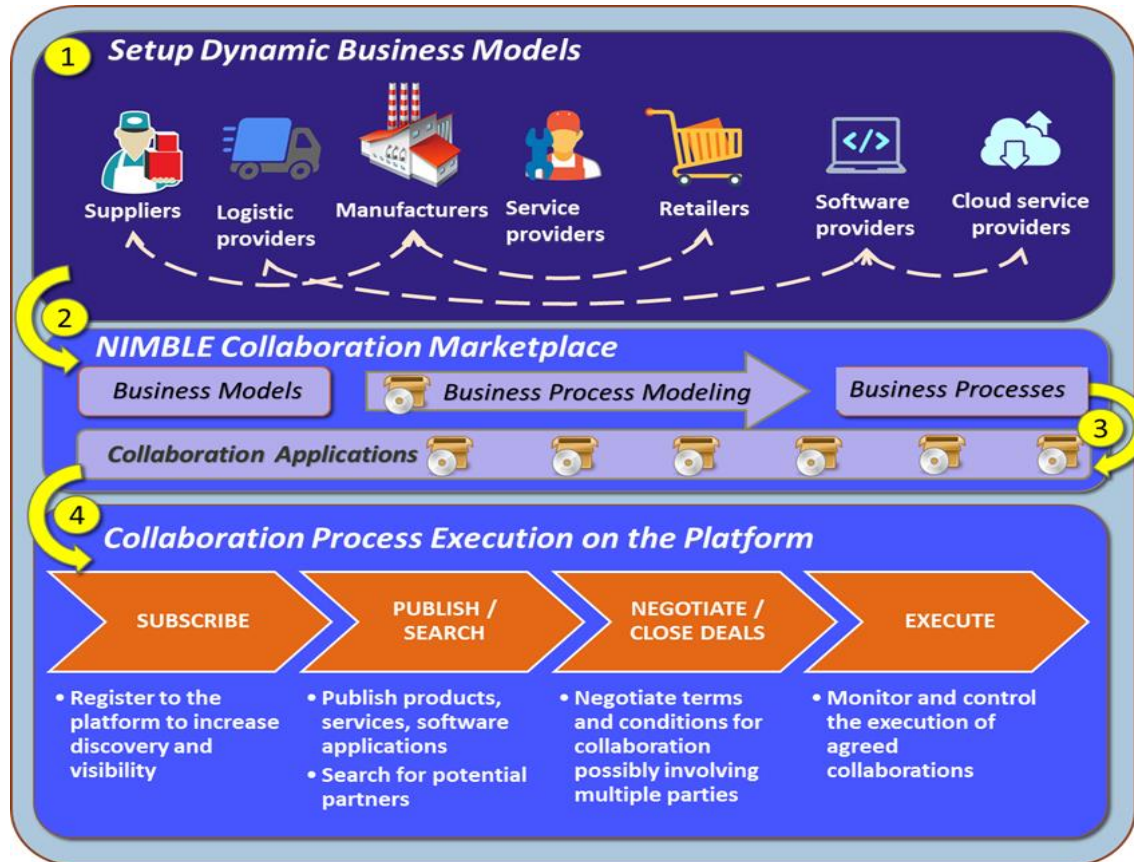 1
Setup Dynamic Business Models
</>
Suppliers
Logistic
providers
Manufacturers
Service
providers
Retailers
Software
providers
Cloud service
providers
2
NIMBLE Collaboration Marketplace
Business Models
Business Process Modeling
Business Processes
3
Collaboration Applications
4
Collaboration Process Execution on the Platform
SUBSCRIBE
PUBLISH /
SEARCH
NEGOTIATE /
CLOSE DEALS
EXECUTE
• Register to the
platform to increase
discovery and
visibility
• Publish products,
services, software
applications
• Search for potential
partners
• Negotiate terms
and conditions for
collaboration
possibly involving
multiple parties
• Monitor and control
the execution of
agreed
collaborations